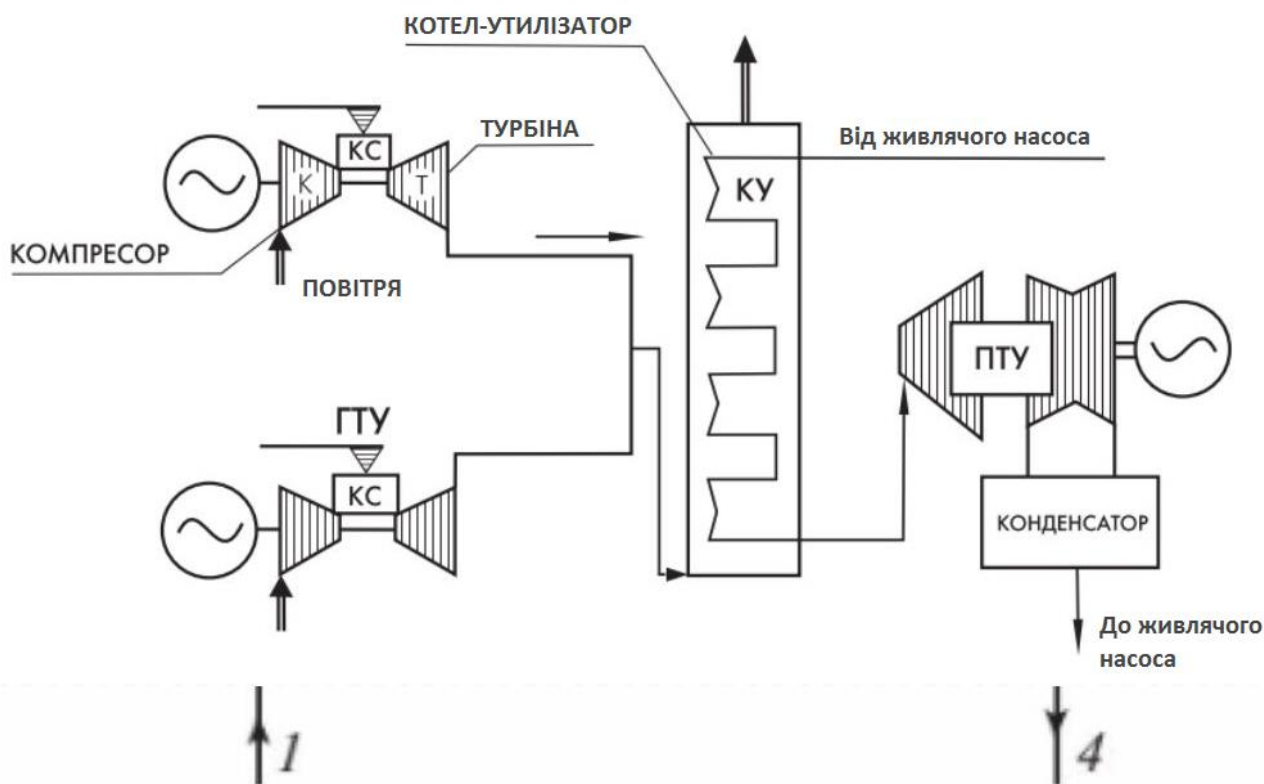 КОТЕЛ-УТИЛІЗАТОР
ТУРБІНА
КС
Від живлячого насоса
К
Т
КУ
КОМПРЕСОР
ПОВІТРЯ
ПТУ
ГТУ
КС
КОНДЕНСАТОР
До живлячого
насоса
1
4